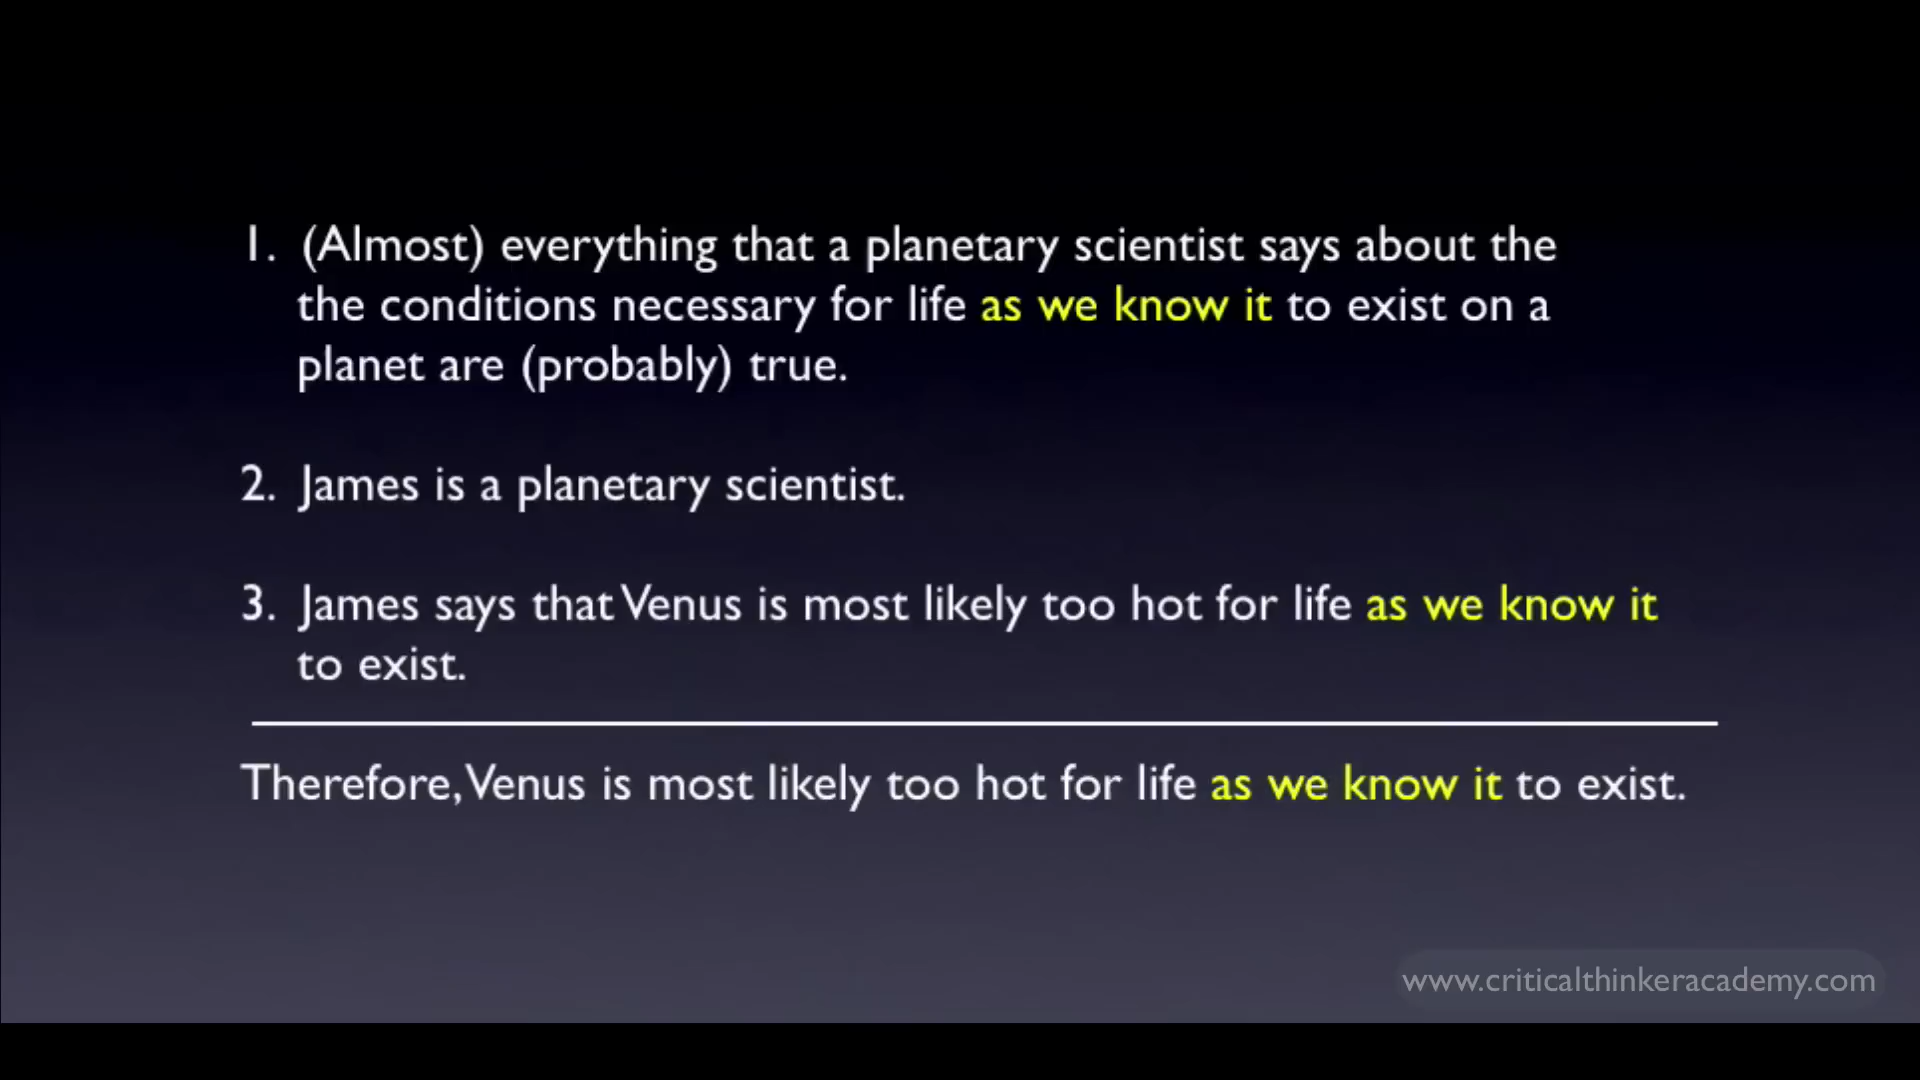 1. (Almost) everything that a planetary scientist says about the
the conditions necessary for life as we know it to exist on a
planet are (probably) true.
2. James is a planetary scientist.
3. James says that Venus is most likely too hot for life as we know it
to exist.
Therefore, Venus is most likely too hot for life as we know it to exist.
www.criticalthinkeracademy.com